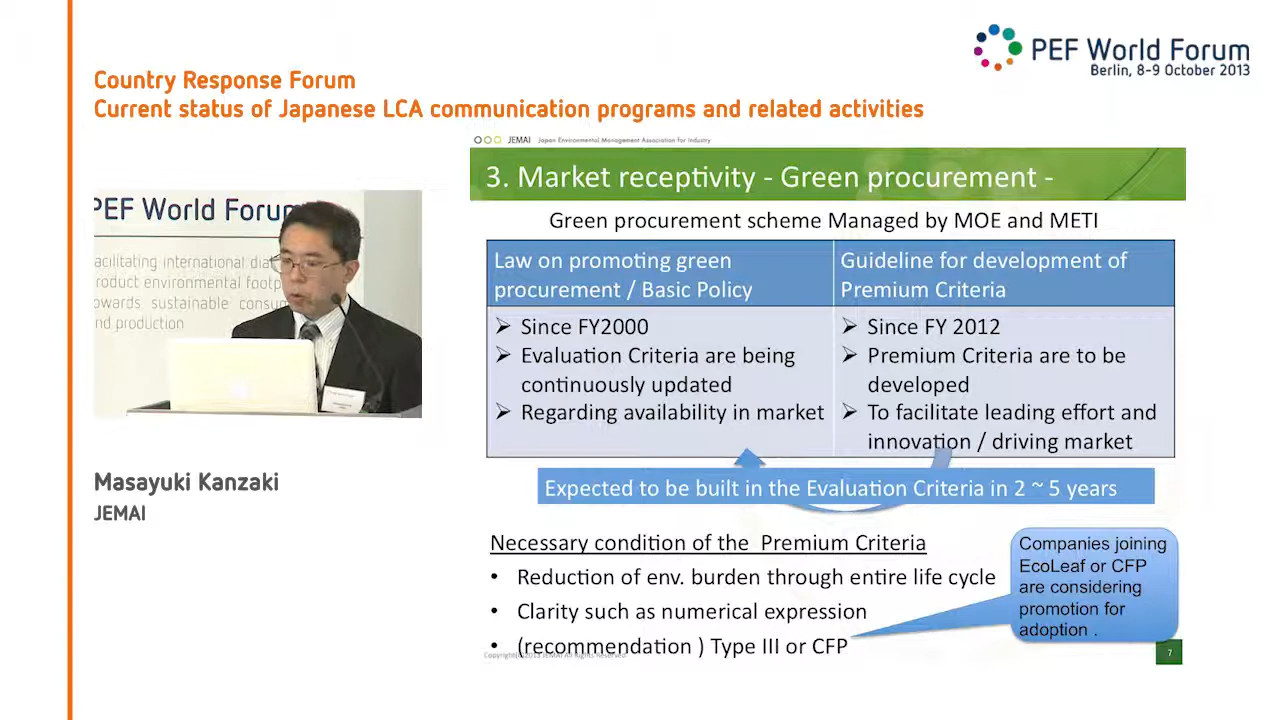 PEF World Forum
Berlin, 8-9 October 2013
Country Response Forum
Current status of Japanese LCA communication programs and related activities
JEMAI Japan Environmental Management Association for Industry
3. Market receptivity - Green procurement -
Green procurement scheme Managed by MOE and METI
Law on promoting green
procurement / Basic Policy
➢ Since FY2000
➢ Evaluation Criteria are being
continuously updated
➢ Regarding availability in market
Guideline for development of
Premium Criteria
➢ Since FY 2012
➢ Premium Criteria are to be
developed
➢ To facilitate leading effort and
innovation / driving market
Expected to be built in the Evaluation Criteria in 2 ~ 5 years
Necessary condition of the Premium Criteria
• Reduction of env. burden through entire life cycle
• Clarity such as numerical expression
• (recommendation ) Type III or CFP
Companies joining
EcoLeaf or CFP
are considering
promotion for
adoption .
7
PEF World Forum
facilitating international
product environmental
towards sustainable
and production
Masayuki Kanzaki
JEMAI